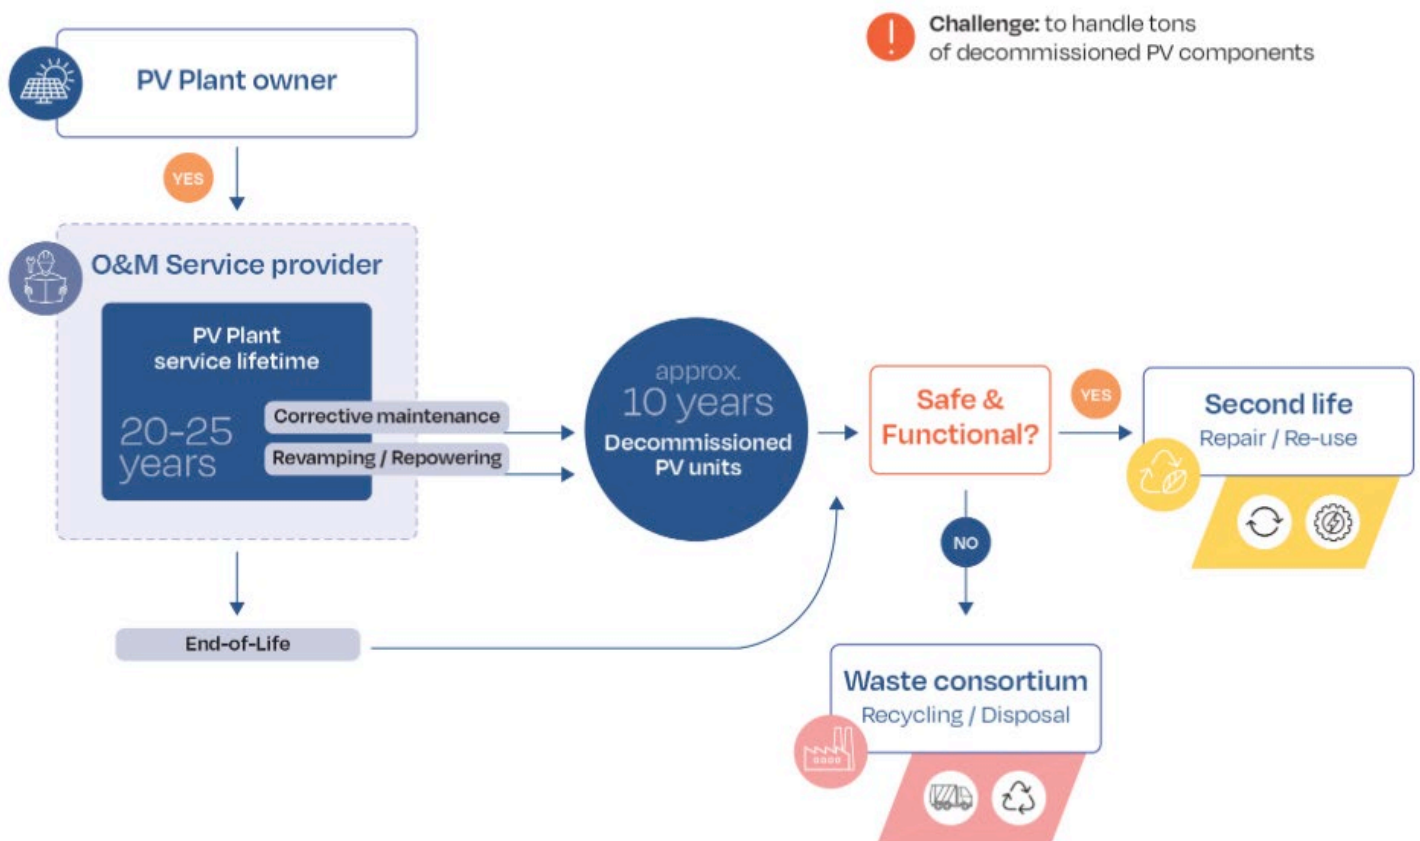 Challenge: to handle tons
of decommissioned PV components
PV Plant owner
YES
O&M Service provider
PV Plant
service lifetime
20-25
years
Corrective maintenance
Revamping / Repowering
approx.
10 years
Decommissioned
PV units
Safe &
Functional?
YES
Second life
Repair / Re-use
NO
End-of-Life
Waste consortium
Recycling / Disposal